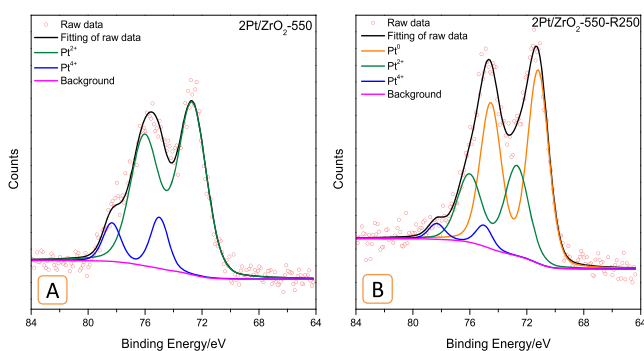 2Pt/ZrO₂-550
Raw data
Fitting of raw data
Pt²⁺
Pt⁴⁺
Background
Counts
A
84 80 76 72 68 64
Binding Energy/eV
2Pt/ZrO₂-550-R250
Raw data
Fitting of raw data
Pt⁰
Pt²⁺
Pt⁴⁺
Background
Counts
B
84 80 76 72 68 64
Binding Energy/eV